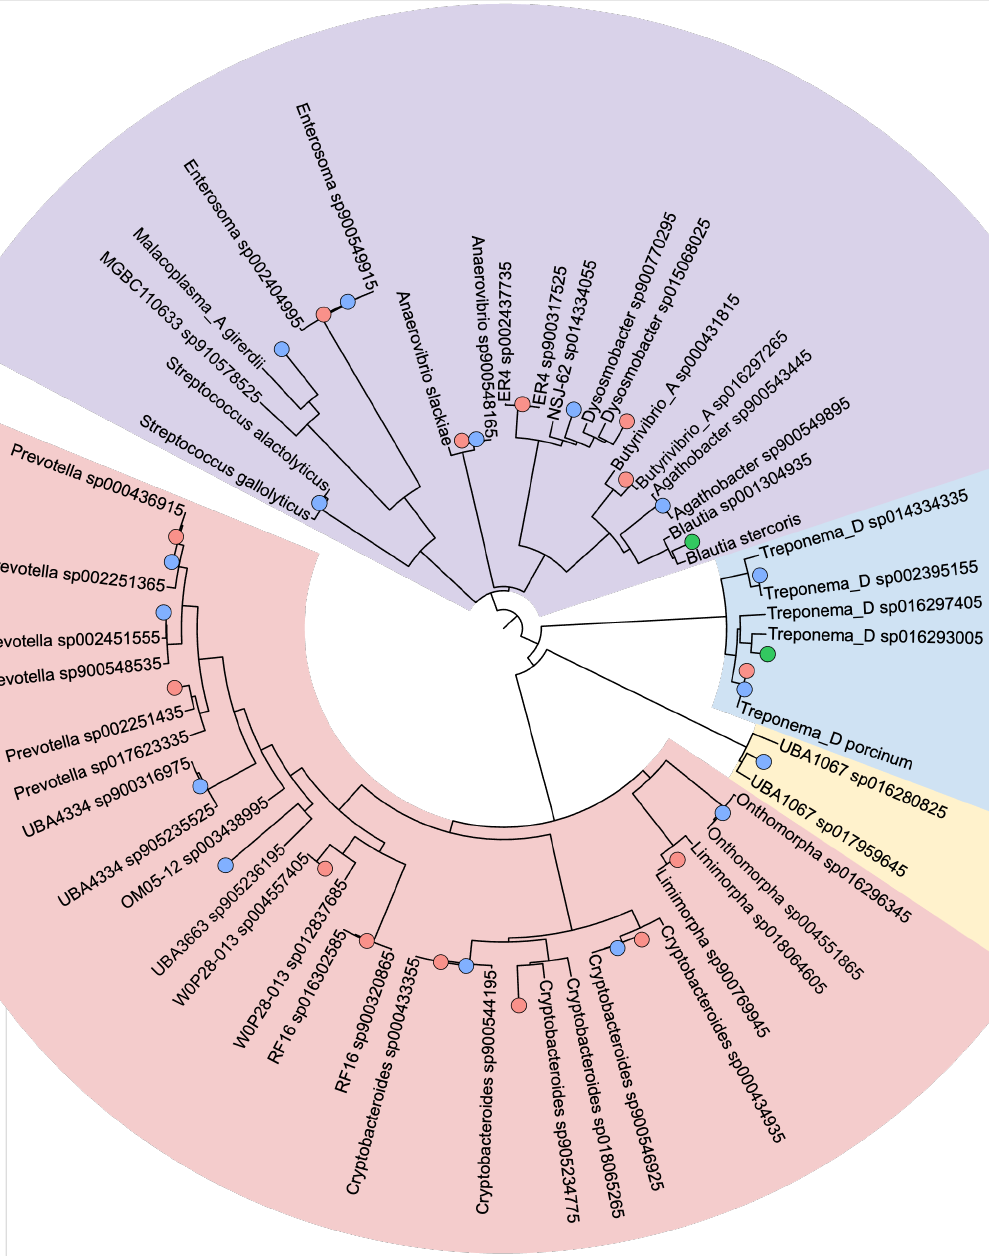 Enterosoma sp900549915
Enterosoma sp002404995
Malacoplasma_A girerdii
MGBC110633 sp910578525
Streptococcus alactolyticus
Streptococcus gallolyticus
Anaerovibrio slackiae
Anaerovibrio sp900548165
ER4 sp002437735
ER4 sp900317525
NSJ-62 sp014334055
Dysosmobacter sp900770295
Dysosmobacter sp015068025
Butyrivibrio_A sp000431815
Butyrivibrio_A sp016297265
Agathobacter sp900543445
Agathobacter sp900549895
Blautia sp001304935
Blautia stercoris
Treponema_D sp014334335
Treponema_D sp002395155
Treponema_D sp016297405
Treponema_D sp016293005
Treponema_D porcinum
UBA1067 sp016280825
UBA1067 sp017959645
Onthomorpha sp016296345
Onthomorpha sp004551865
Limimorpha sp018064605
Limimorpha sp900769945
Cryptobacteroides sp000434935
Cryptobacteroides sp900546925
Cryptobacteroides sp018065265
Cryptobacteroides sp905234775
Cryptobacteroides sp900544195
Cryptobacteroides sp000433355
RF16 sp900320865
RF16 sp016302585
W0P28-013 sp012837685
W0P28-013 sp004557405
UBA3663 sp905236195
OM05-12 sp003438995
UBA4334 sp905235525
UBA4334 sp900316975
Prevotella sp017623335
Prevotella sp002251435
evotella sp900548535
evotella sp002451555
revotella sp002251365
Prevotella sp000436915